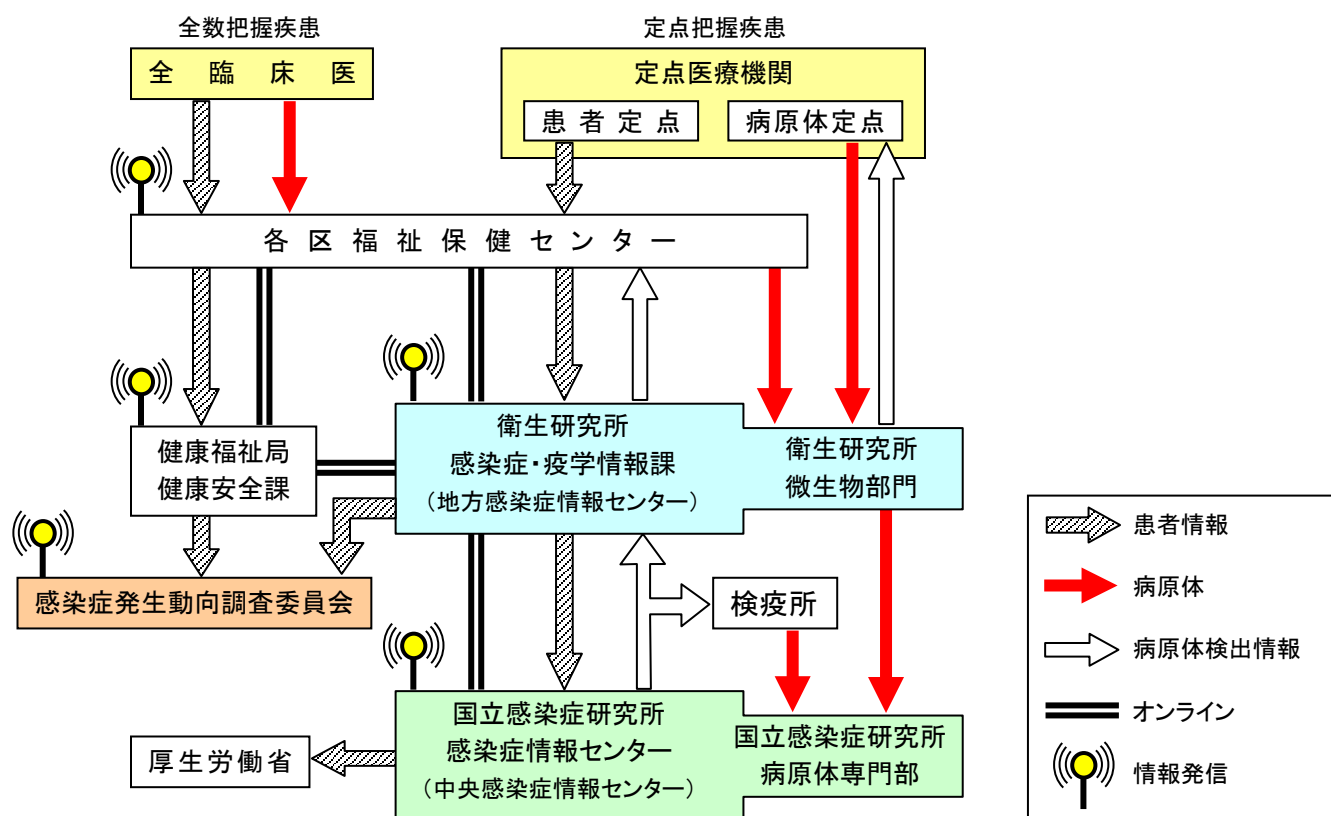 全数把握疾患
定点把握疾患
全臨床医
定点医療機関
患者定点
病原体定点
各区福祉保健センター
健康福祉局
健康安全課
衛生研究所
感染症・疫学情報課
（地方感染症情報センター）
衛生研究所
微生物部門
感染症発生動向調査委員会
検疫所
国立感染症研究所
感染症情報センター
（中央感染症情報センター）
国立感染症研究所
病原体専門部
厚生労働省
患者情報
病原体
病原体検出情報
オンライン
情報発信